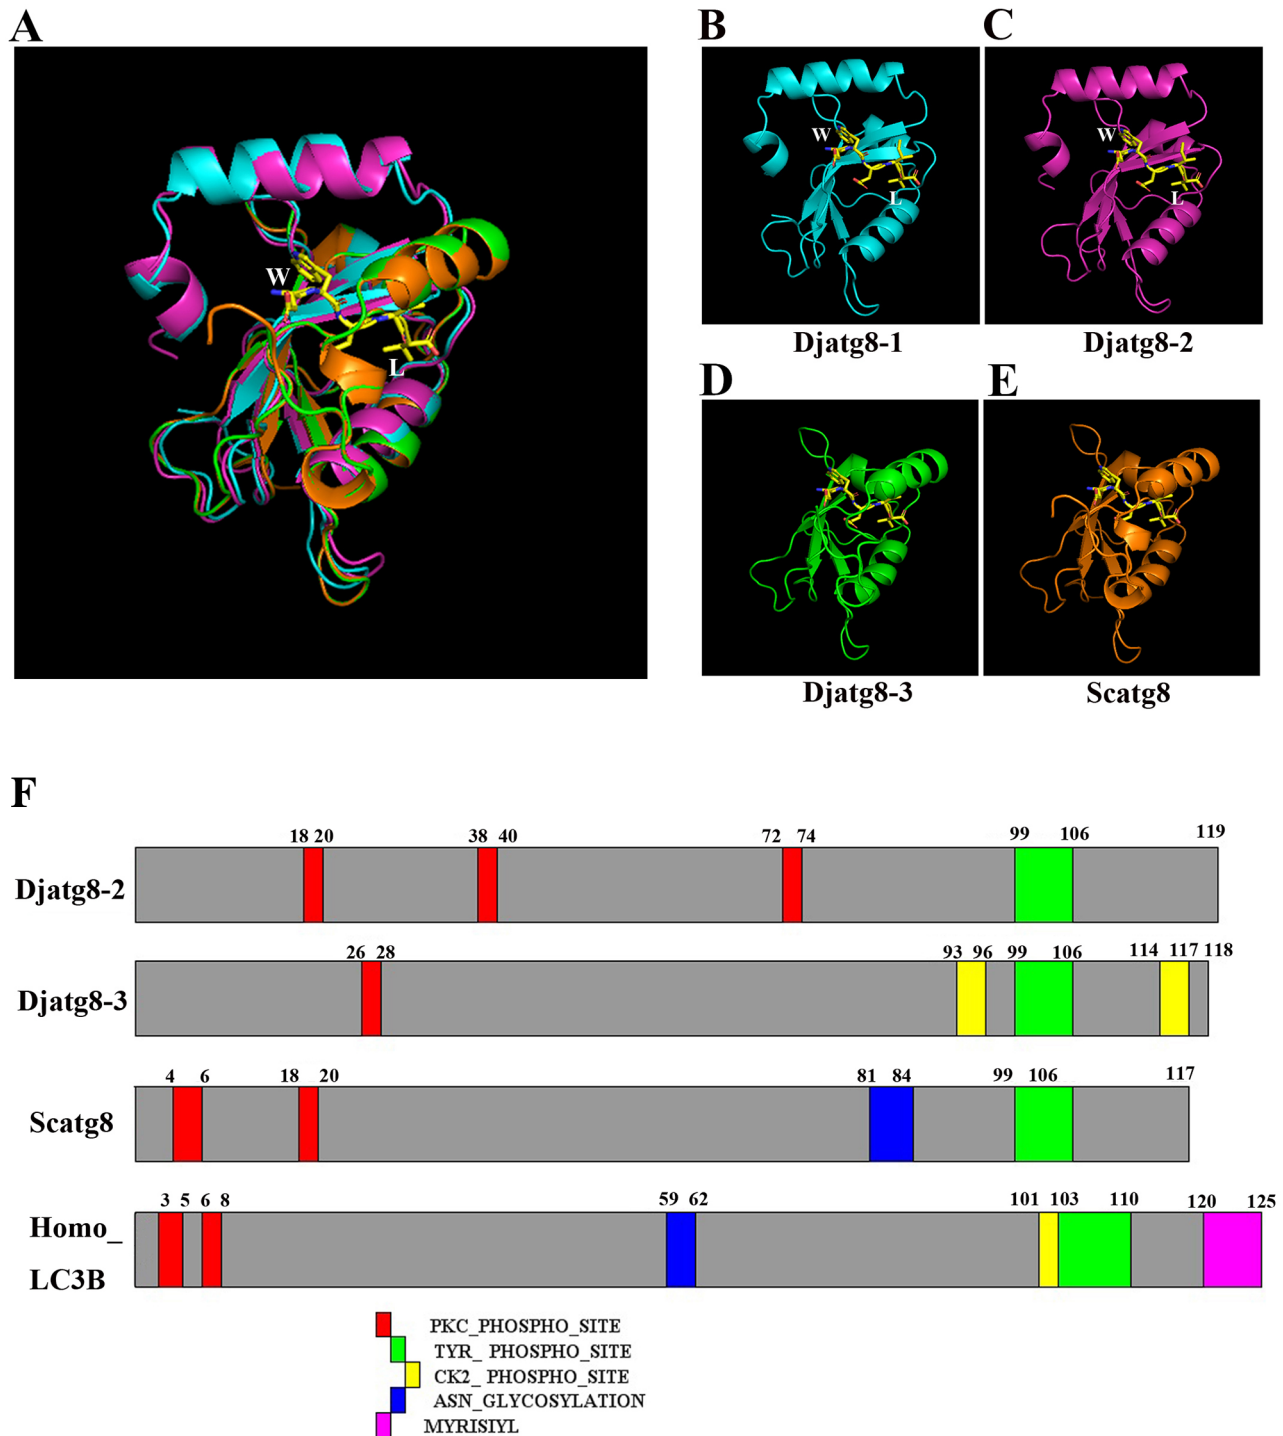 A
W
L
B
W
L
Djatg8-1
C
W
L
Djatg8-2
D
Djatg8-3
E
Scatg8
F
18 20 38 40 72 74 99 106 119
Djatg8-2
26 28 93 96 99 106 114 117 118
Djatg8-3
4 6 18 20 81 84 99 106 117
Scatg8
3 5 6 8 59 62 101 103 110 120 125
Homo_
LC3B
PKC_PHOSPHO_SITE
TYR_ PHOSPHO_SITE
CK2_ PHOSPHO_SITE
ASN_GLYCOSYLATION
MYRISIYL